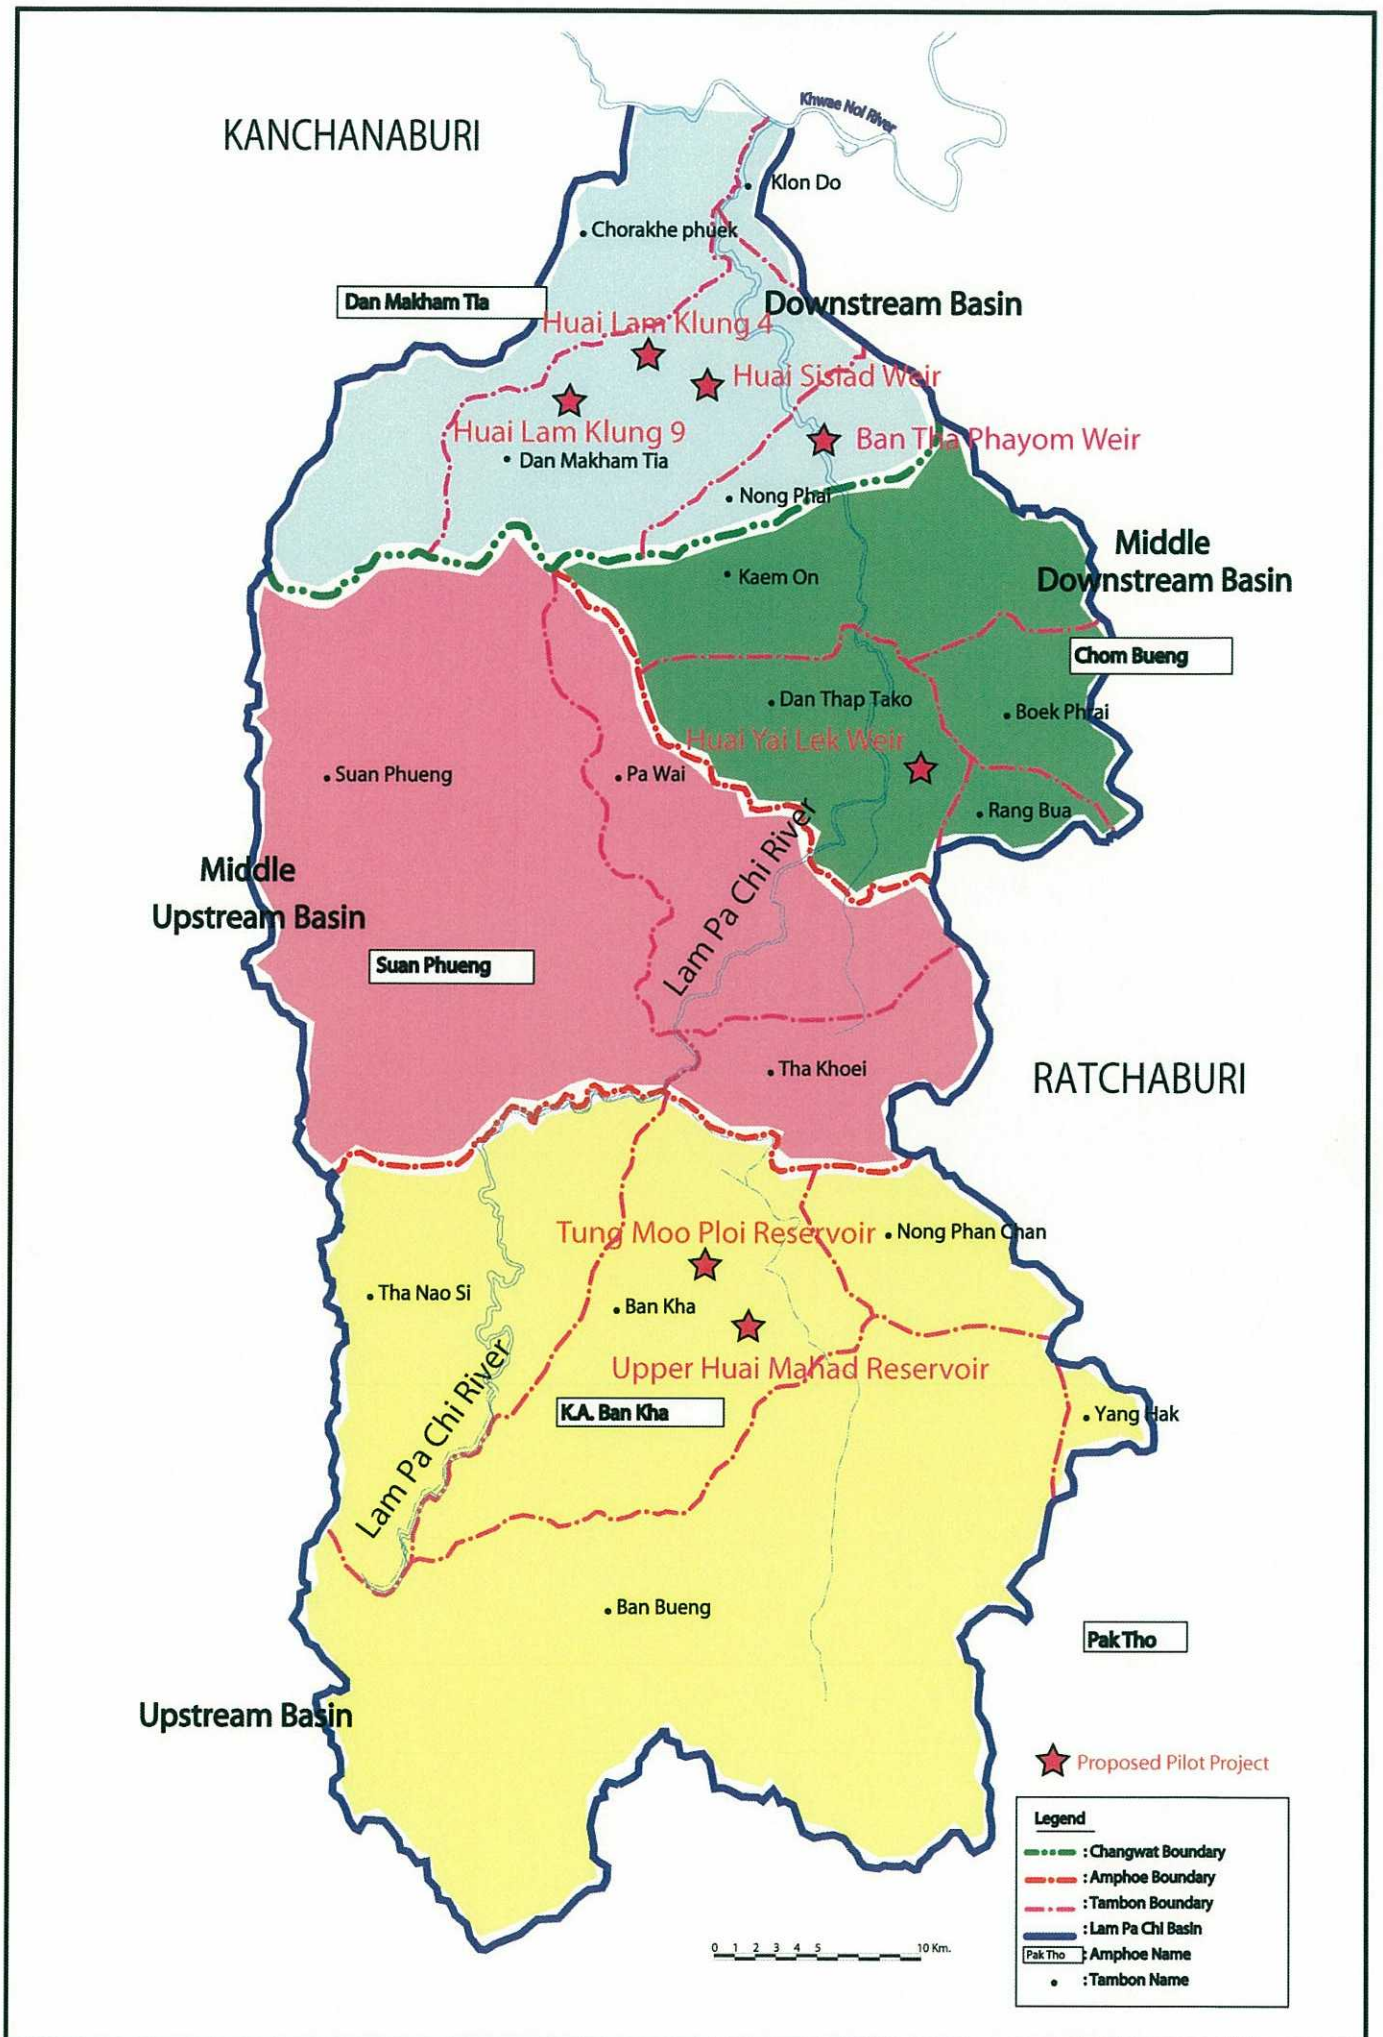 Khwae Noi River
KANCHANABURI
Klon Do
Chorakhe phuek
Dan Makham Tia
Downstream Basin
Huai Lam Klung 4
Huai Sisiad Weir
Huai Lam Klung 9
Ban Tha Phayom Weir
Dan Makham Tia
Nong Phai
Middle
Downstream Basin
Kaem On
Chom Bueng
Dan Thap Tako
Boek Phrai
Huai Yai Lek Weir
Suan Phueng
Pa Wai
Rang Bua
Middle
Upstream Basin
Lam Pa Chi River
Suan Phueng
Tha Khoei
RATCHABURI
Tung Moo Ploi Reservoir
Nong Phan Chan
Tha Nao Si
Ban Kha
Upper Huai Mahad Reservoir
Lam Pa Chi River
K.A. Ban Kha
Yang Hak
Ban Bueng
Pak Tho
Upstream Basin
Proposed Pilot Project
Legend
: Changwat Boundary
: Amphoe Boundary
: Tambon Boundary
: Lam Pa Chi Basin
Pak Tho : Amphoe Name
: Tambon Name
0 1 2 3 4 5 10 Km.